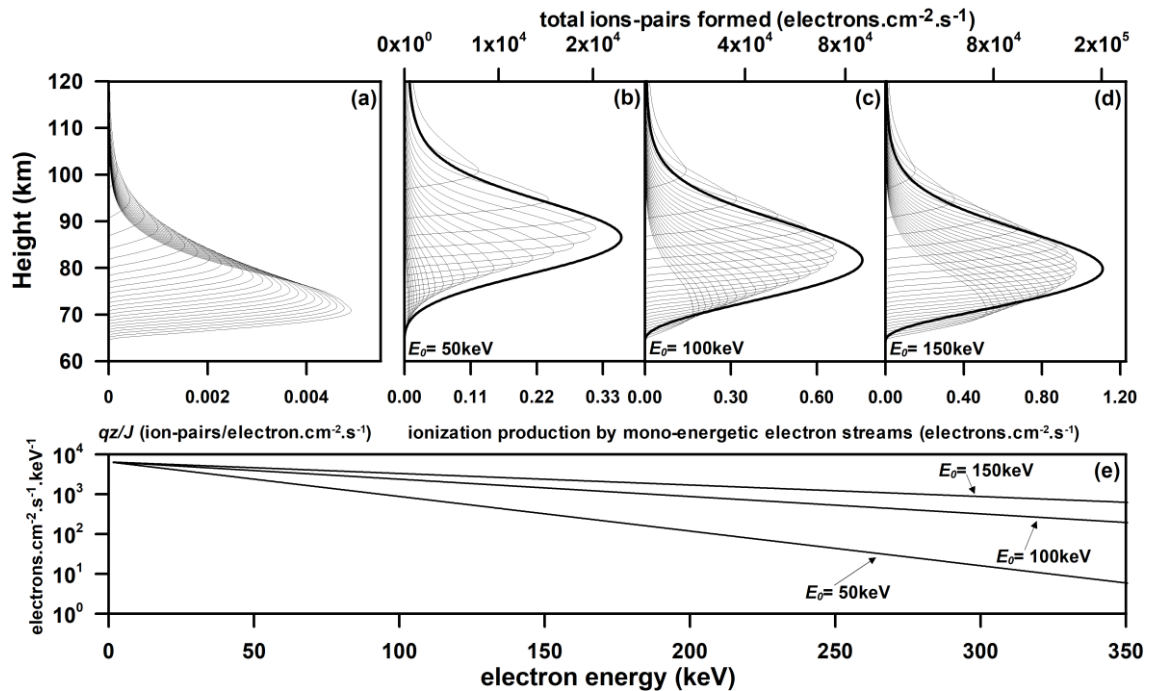 total ions-pairs formed (electrons.cm-2.s-1)
0x10⁰ 1x10⁴ 2x10⁴ 4x10⁴ 8x10⁴ 8x10⁴ 2x10⁵
120
110
100
90
80
70
60
Height (km)
(a) (b) (c) (d)
E₀= 50keV E₀= 100keV E₀= 150keV
0 0.002 0.004 0.00 0.11 0.22 0.33 0.00 0.30 0.60 0.00 0.40 0.80 1.20
qz/J (ion-pairs/electron.cm-2.s-1) ionization production by mono-energetic electron streams (electrons.cm-2.s-1)
electrons.cm-2.s-1.keV-1
10⁴
10³
10²
10¹
10⁰
(e)
E₀= 150keV
E₀= 100keV
E₀= 50keV
0 50 100 150 200 250 300 350
electron energy (keV)